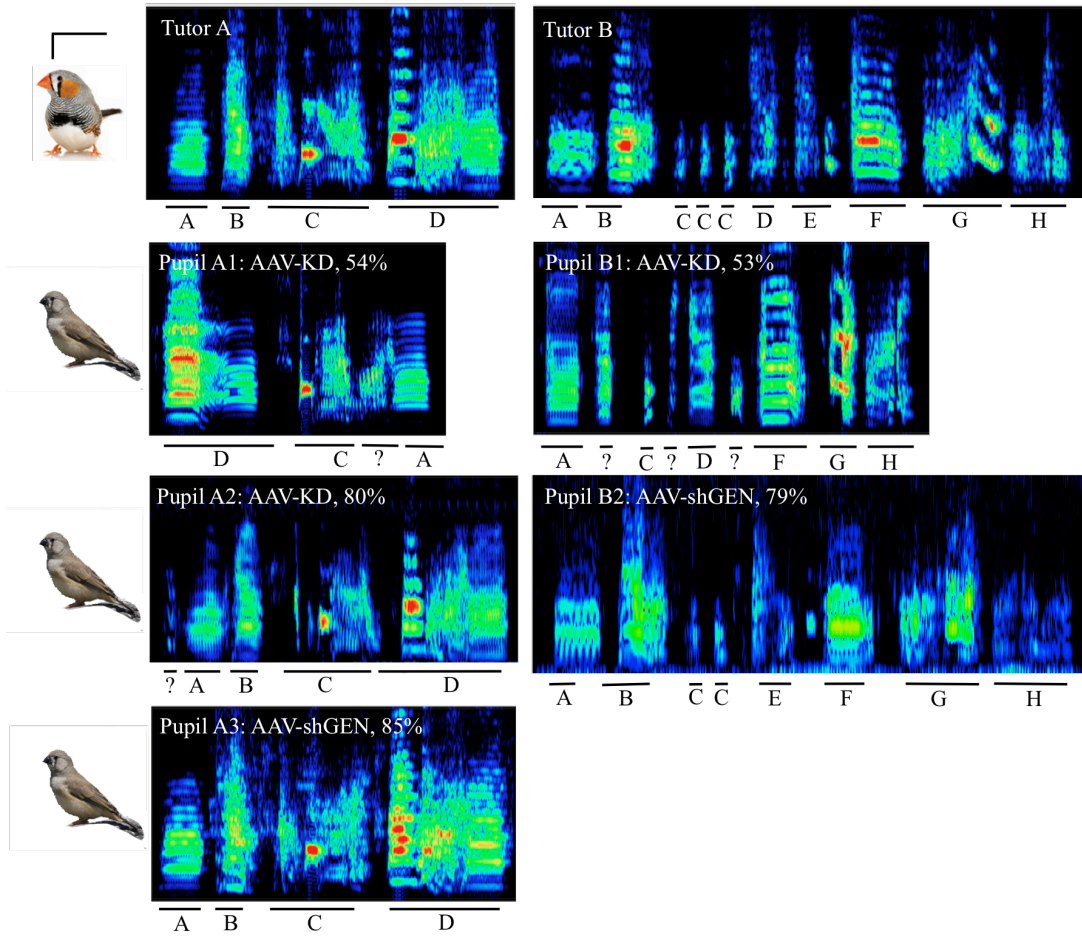 Tutor A
A B C D
Tutor B
A B C C C D E F G H
Pupil A1: AAV-KD, 54%
D C ? A
Pupil B1: AAV-KD, 53%
A ? C ? D ? F G H
Pupil A2: AAV-KD, 80%
? A B C D
Pupil B2: AAV-shGEN, 79%
A B C C E F G H
Pupil A3: AAV-shGEN, 85%
A B C D